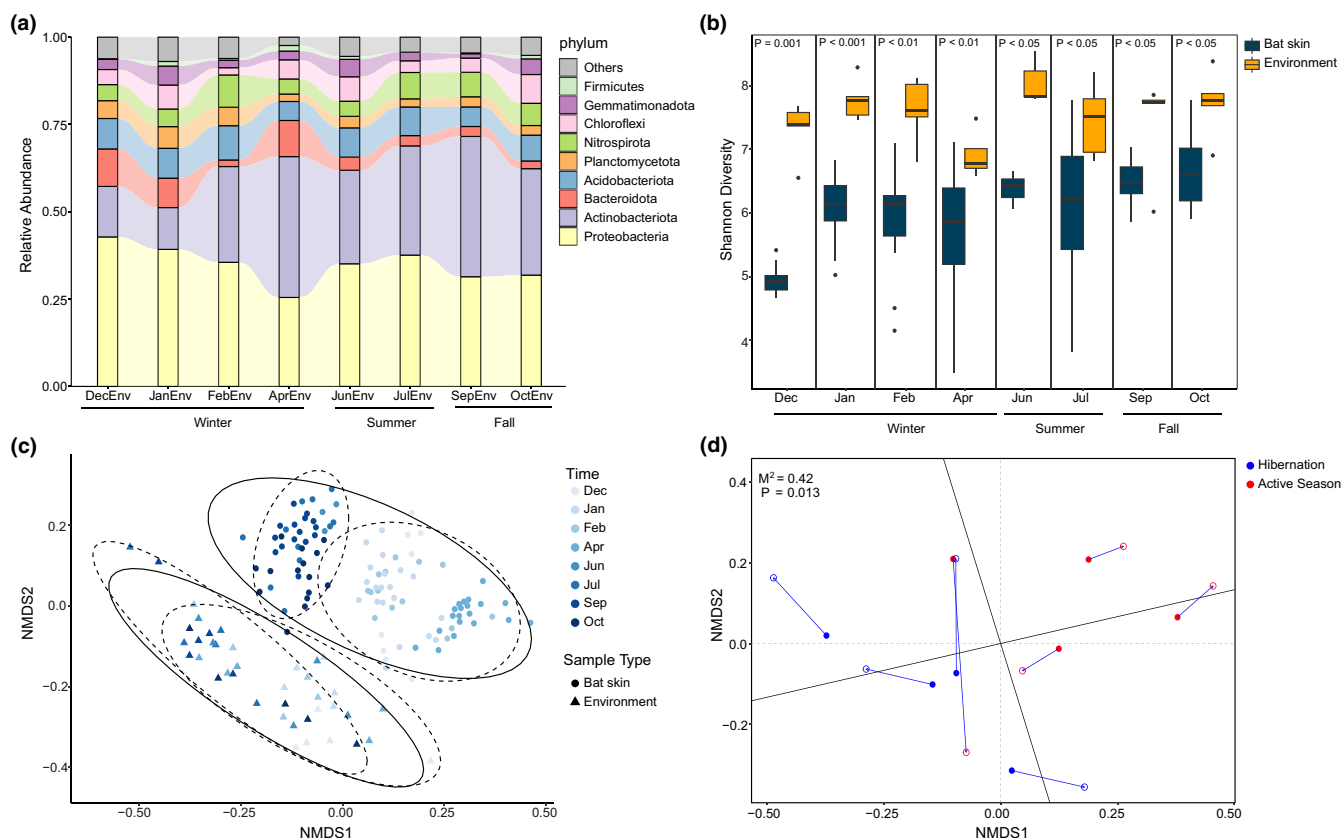 (a)
1.00
0.75
0.50
0.25
0.00
Relative Abundance
DecEnv JanEnv FebEnv AprEnv JunEnv JulEnv SepEnv OctEnv
Winter Summer Fall
phylum
Others
Firmicutes
Gemmatimonadota
Chloroflexi
Nitrospirota
Planctomycetota
Acidobacteriota
Bacteroidota
Actinobacteriota
Proteobacteria
(b)
P = 0.001 P < 0.001 P < 0.01 P < 0.01 P < 0.05 P < 0.05 P < 0.05 P < 0.05
8
7
6
5
4
Shannon Diversity
Dec Jan Feb Apr Jun Jul Sep Oct
Winter Summer Fall
Bat skin
Environment
(c)
0.2
0.0
−0.2
−0.4
NMDS2
−0.50 −0.25 0.00 0.25 0.50
NMDS1
Time
Dec
Jan
Feb
Apr
Jun
Jul
Sep
Oct
Sample Type
Bat skin
Environment
(d)
M² = 0.42
P = 0.013
0.4
0.2
0.0
−0.2
NMDS2
−0.50 −0.25 0.00 0.25 0.50
NMDS1
Hibernation
Active Season